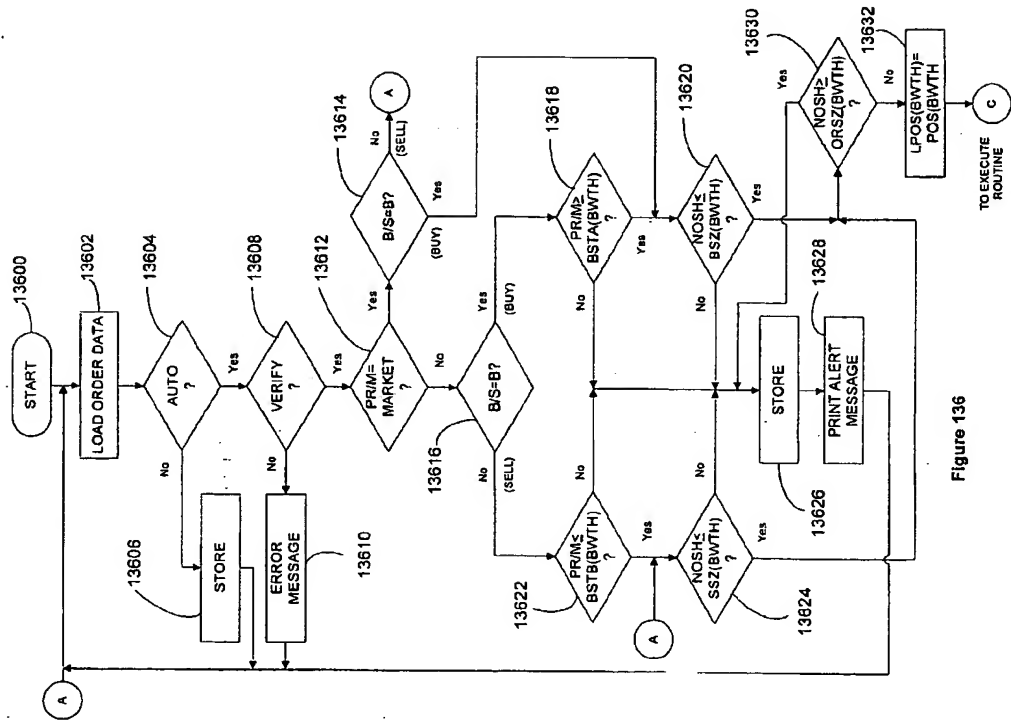 13600
START
13602
LOAD ORDER DATA
A
13604
AUTO
?
No
Yes
13606
STORE
13608
VERIFY
?
No
Yes
13610
ERROR
MESSAGE
13612
PR/M=
MARKET
?
Yes
No
13614
B/S=B?
No
(SELL)
A
Yes
(BUY)
13616
B/S=B?
No
(SELL)
Yes
(BUY)
13618
PR/M≥
BSTA(BWTH)
?
No
Yes
13620
NOSH≤
BSZ(BWTH)
?
No
Yes
13622
PR/M≤
BSTB(BWTH)
?
No
Yes
A
13624
NOSH≤
SSZ(BWTH)
?
No
Yes
13626
STORE
13628
PRINT ALERT
MESSAGE
13630
NOSH≥
ORSZ(BWTH)
?
Yes
No
13632
LPOS(BWTH)=
POS(BWTH
C
TO EXECUTE
ROUTINE
Figure 136